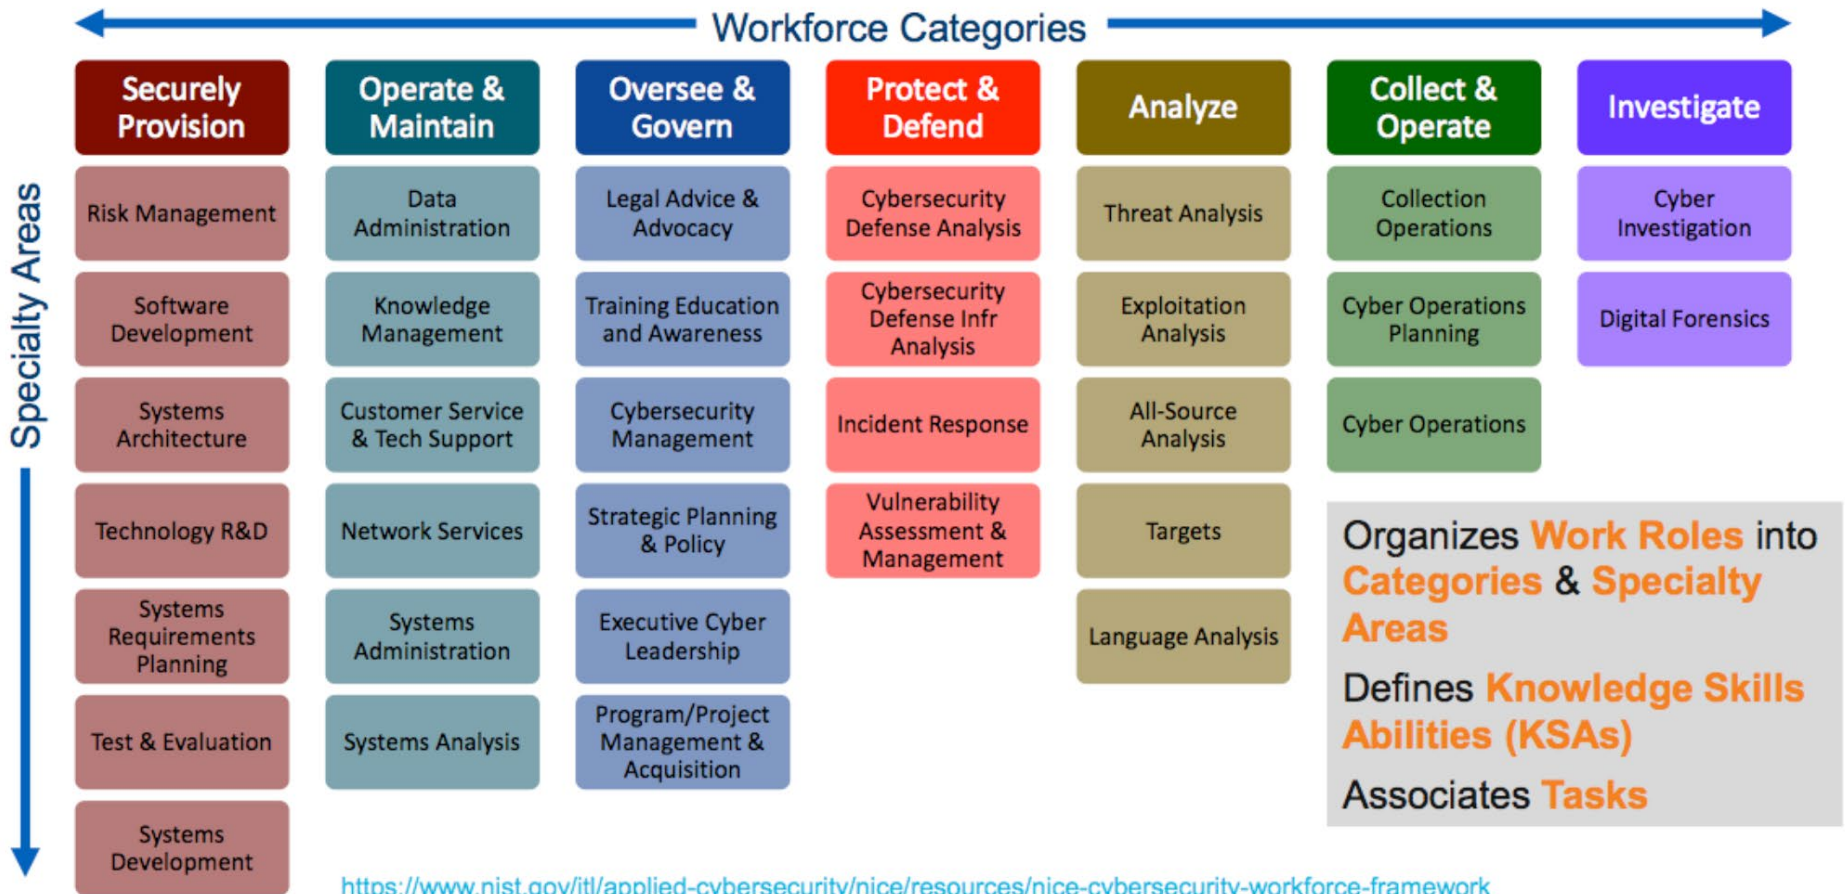 Workforce Categories
Specialty Areas
Securely
Provision
Risk Management
Software
Development
Systems
Architecture
Technology R&D
Systems
Requirements
Planning
Test & Evaluation
Systems
Development
Operate &
Maintain
Data
Administration
Knowledge
Management
Customer Service
& Tech Support
Network Services
Systems
Administration
Systems Analysis
Oversee &
Govern
Legal Advice &
Advocacy
Training Education
and Awareness
Cybersecurity
Management
Strategic Planning
& Policy
Executive Cyber
Leadership
Program/Project
Management &
Acquisition
Protect &
Defend
Cybersecurity
Defense Analysis
Cybersecurity
Defense Infr
Analysis
Incident Response
Vulnerability
Assessment &
Management
Analyze
Threat Analysis
Exploitation
Analysis
All-Source
Analysis
Targets
Language Analysis
Collect &
Operate
Collection
Operations
Cyber Operations
Planning
Cyber Operations
Investigate
Cyber
Investigation
Digital Forensics
Organizes Work Roles into
Categories & Specialty
Areas
Defines Knowledge Skills
Abilities (KSAs)
Associates Tasks
https://www.nist.gov/itl/applied-cybersecurity/nice/resources/nice-cybersecurity-workforce-framework